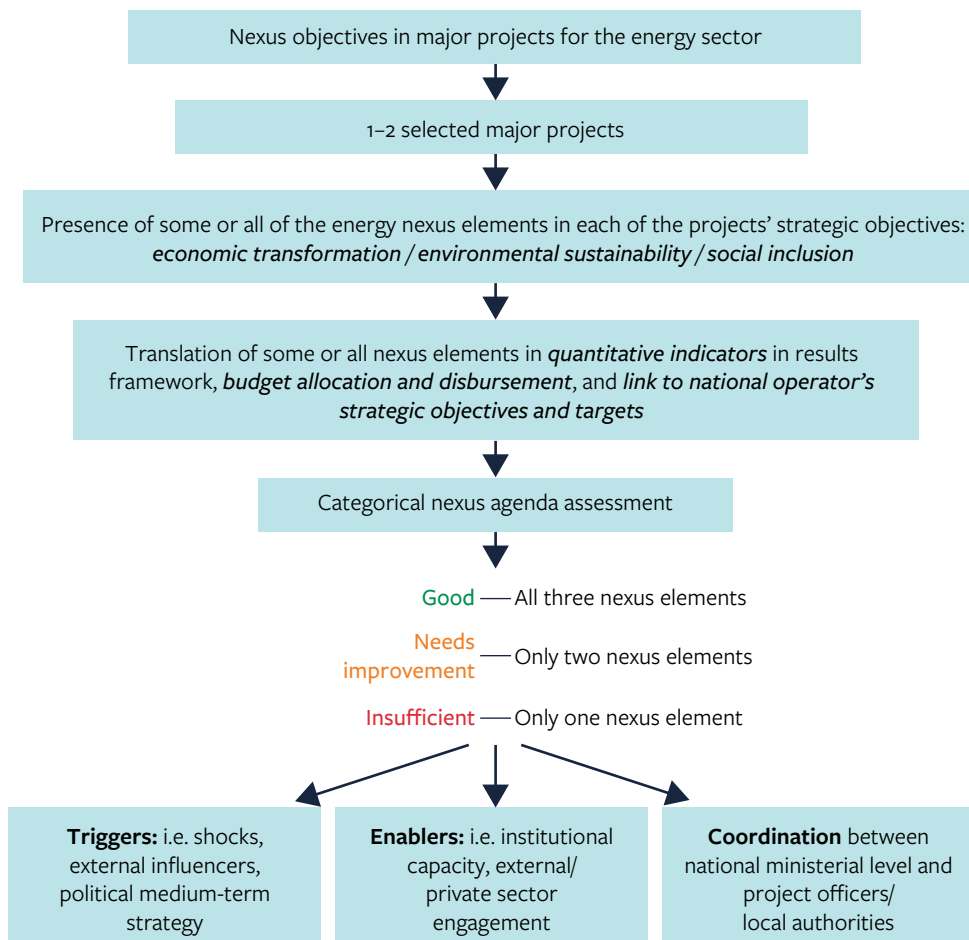 Nexus objectives in major projects for the energy sector
1–2 selected major projects
Presence of some or all of the energy nexus elements in each of the projects’ strategic objectives:
economic transformation / environmental sustainability / social inclusion
Translation of some or all nexus elements in quantitative indicators in results
framework, budget allocation and disbursement, and link to national operator’s
strategic objectives and targets
Categorical nexus agenda assessment
Good — All three nexus elements
Needs
improvement — Only two nexus elements
Insufficient — Only one nexus element
Triggers: i.e. shocks,
external influencers,
political medium-term
strategy
Enablers: i.e. institutional
capacity, external/
private sector
engagement
Coordination between
national ministerial level and
project officers/
local authorities